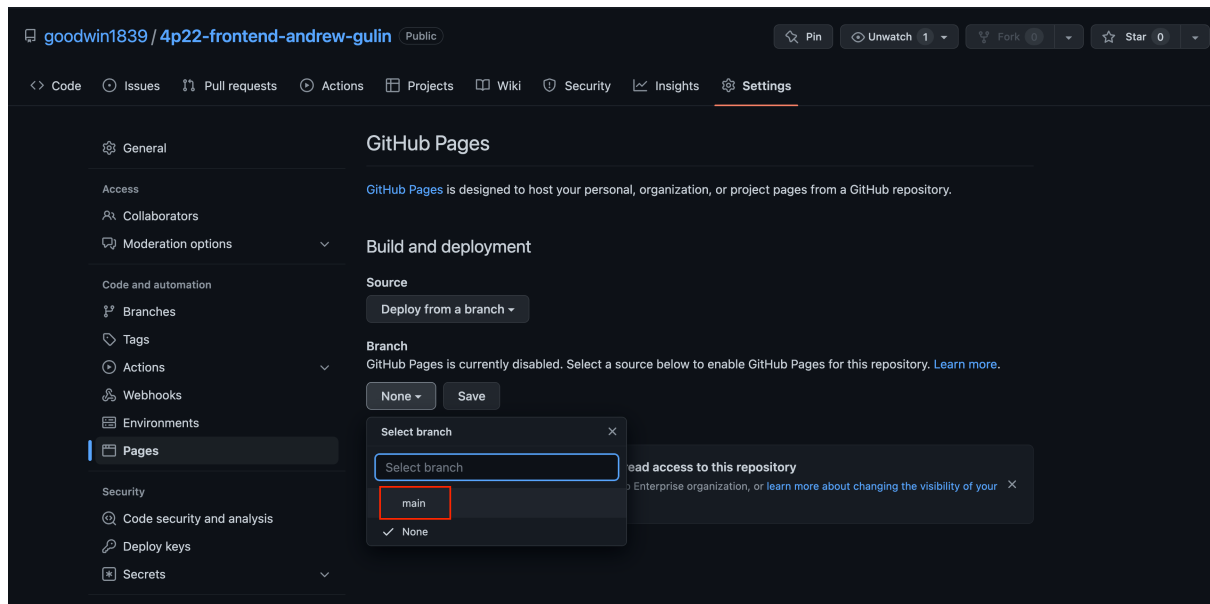 goodwin1839 / 4p22-frontend-andrew-gulin Public
Pin
Unwatch 1
Fork 0
Star 0
Code
Issues
Pull requests
Actions
Projects
Wiki
Security
Insights
Settings
General
Access
Collaborators
Moderation options
Code and automation
Branches
Tags
Actions
Webhooks
Environments
Pages
Security
Code security and analysis
Deploy keys
Secrets
GitHub Pages
GitHub Pages is designed to host your personal, organization, or project pages from a GitHub repository.
Build and deployment
Source
Deploy from a branch
Branch
GitHub Pages is currently disabled. Select a source below to enable GitHub Pages for this repository. Learn more.
None
Save
Select branch
Select branch
main
None
access to this repository
Enterprise organization, or learn more about changing the visibility of your